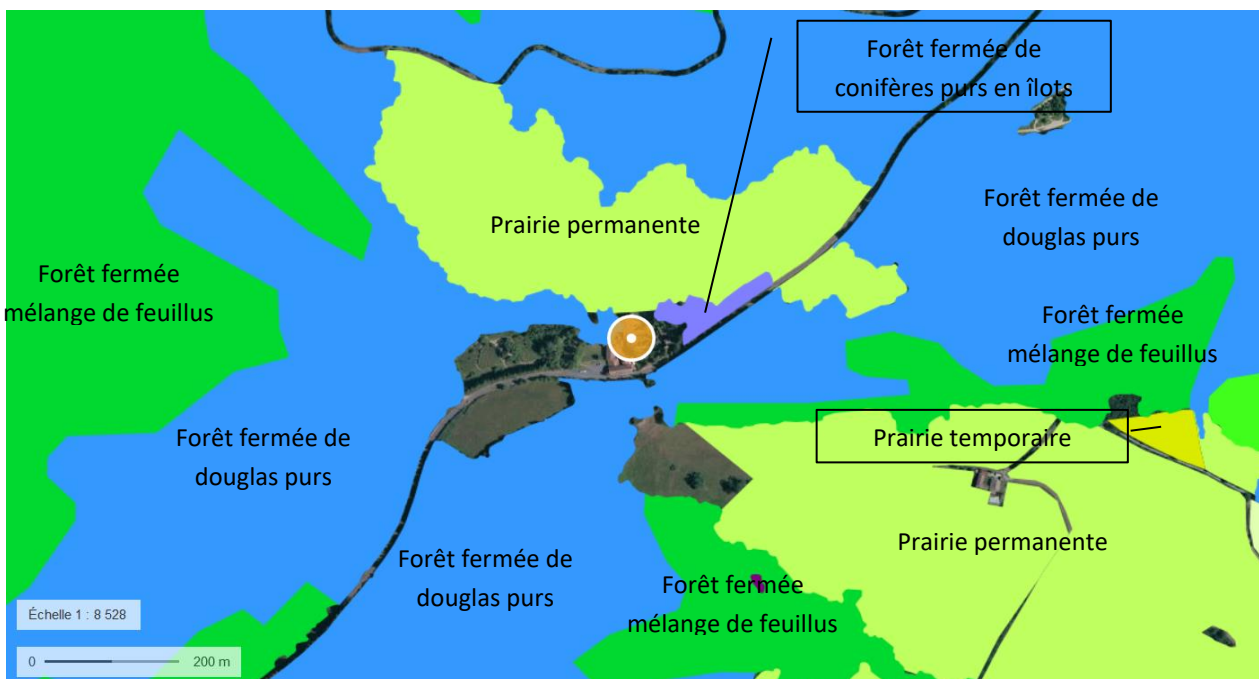 Forêt fermée de
conifères purs en îlots
Prairie permanente
Forêt fermée de
douglas purs
Forêt fermée
mélange de feuillus
Forêt fermée
mélange de feuillus
Forêt fermée de
douglas purs
Prairie temporaire
Prairie permanente
Forêt fermée de
douglas purs
Forêt fermée
mélange de feuillus
Échelle 1 : 8 528
0 200 m